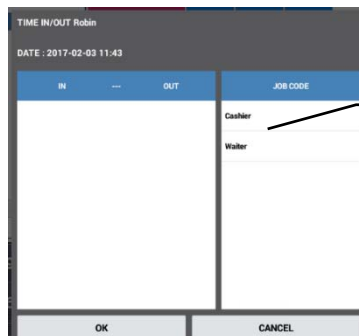 TIME IN/OUT Robin
DATE : 2017-02-03 11:43
IN --- OUT JOB CODE
Cashier
Waiter
OK CANCEL